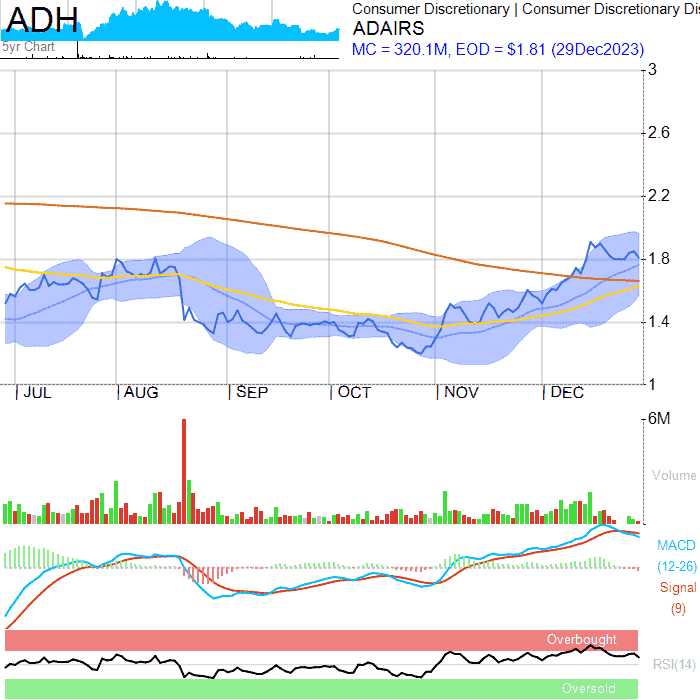 ADH
5yr Chart
Consumer Discretionary | Consumer Discretionary Dis
ADAIRS
MC = 320.1M, EOD = $1.81 (29Dec2023)
3
2.6
2.2
1.8
1.4
1
JUL
AUG
SEP
OCT
NOV
DEC
6M
Volume
MACD
(12-26)
Signal
(9)
Overbought
RSI(14)
Oversold